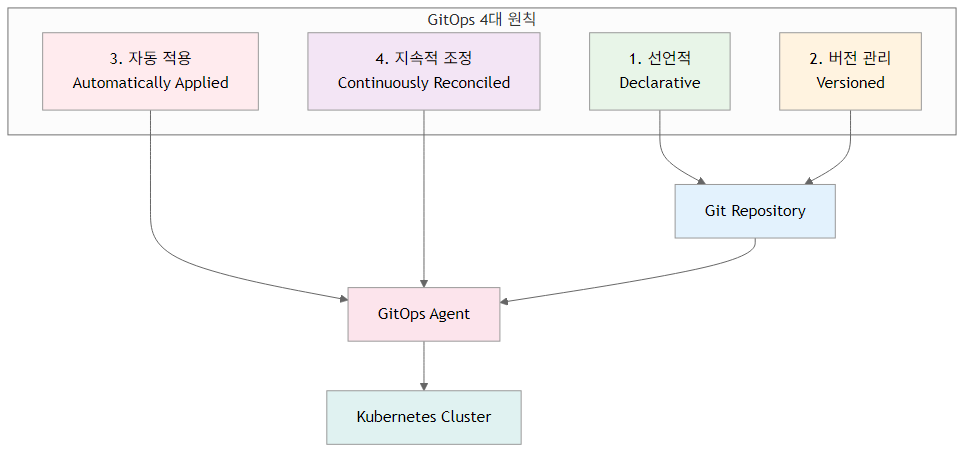 GitOps 4대 원칙
3. 자동 적용
Automatically Applied
4. 지속적 조정
Continuously Reconciled
1. 선언적
Declarative
2. 버전 관리
Versioned
Git Repository
GitOps Agent
Kubernetes Cluster